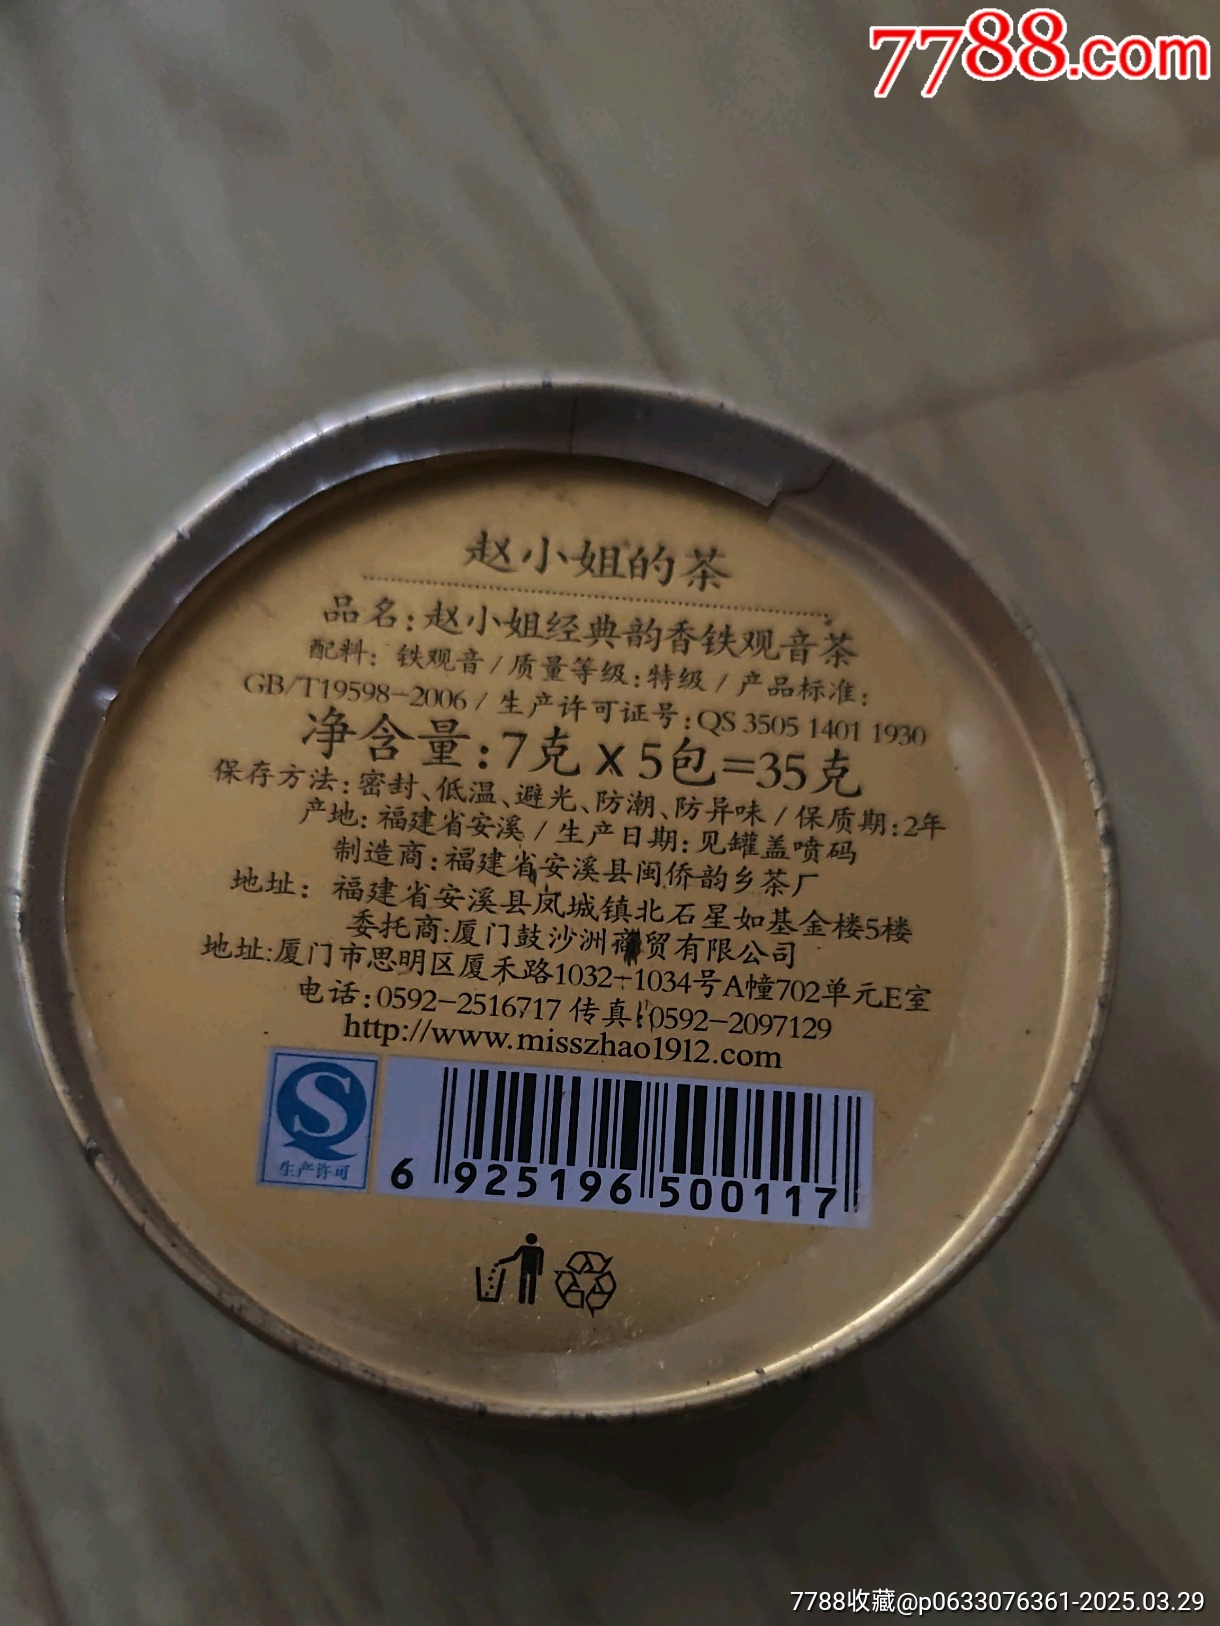 7788.com
赵小姐的茶
品名:赵小姐经典韵香铁观音茶
配料: 铁观音 / 质量等级:特级 / 产品标准:
GB/T19598-2006 / 生产许可证号:QS 3505 1401 1930
净含量:7克 x 5包=35克
保存方法:密封、低温、避光、防潮、防异味 / 保质期:2年
产地: 福建省安溪 / 生产日期: 见罐盖喷码
制造商:福建省安溪县闽侨韵乡茶厂
地址: 福建省安溪县凤城镇北石星如基金楼5楼
委托商:厦门鼓沙洲商贸有限公司
地址:厦门市思明区厦禾路1032-1034号A幢702单元E室
电话:0592-2516717 传真:0592-2097129
http://www.misszhao1912.com
生产许可
6 925196 500117
7788收藏@p0633076361-2025.03.29